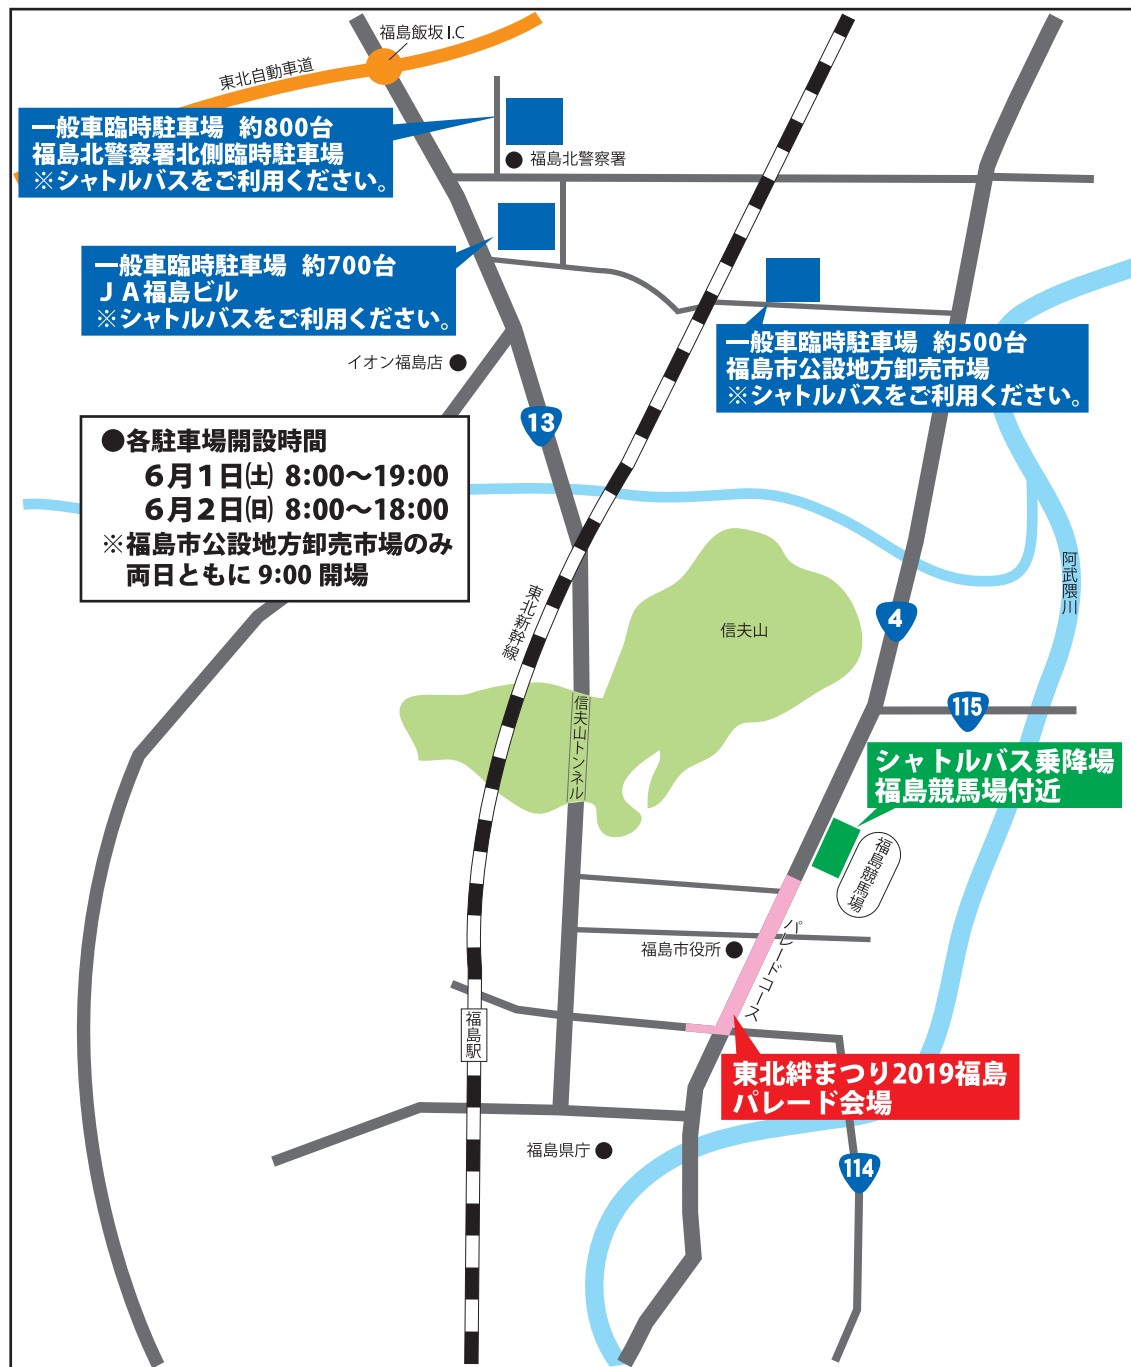 福島飯坂 I.C
東北自動車道
一般車臨時駐車場 約800台
福島北警察署北側臨時駐車場
※シャトルバスをご利用ください。
福島北警察署
一般車臨時駐車場 約700台
ＪＡ福島ビル
※シャトルバスをご利用ください。
一般車臨時駐車場 約500台
福島市公設地方卸売市場
※シャトルバスをご利用ください。
イオン福島店
13
●各駐車場開設時間
６月１日㈯ 8:00～19:00
６月２日㈰ 8:00～18:00
※福島市公設地方卸売市場のみ
両日ともに 9:00 開場
阿武隈川
東北新幹線
信夫山
4
信夫山トンネル
115
シャトルバス乗降場
福島競馬場付近
福島競馬場
パレードコース
福島市役所
福島駅
東北絆まつり2019福島
パレード会場
福島県庁
114